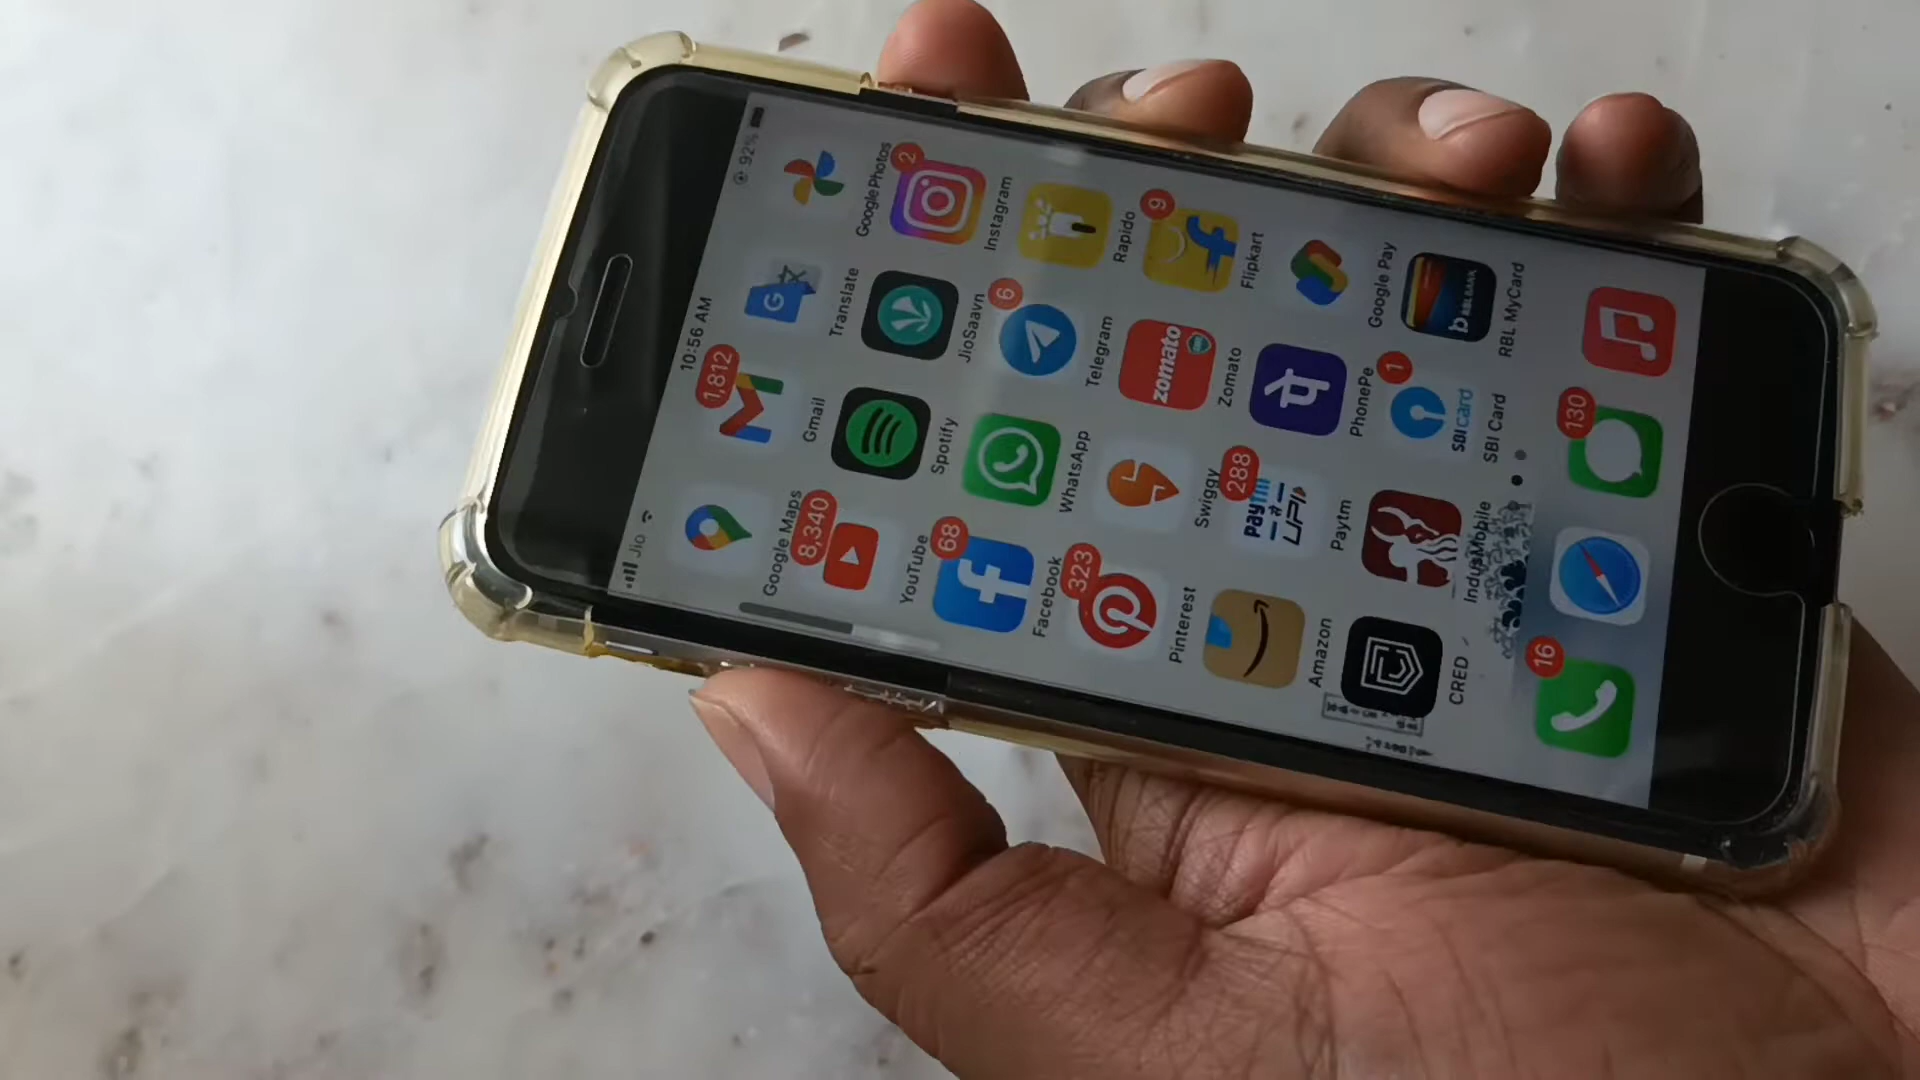 Jio 10:56 AM 92%
1,812
Google Maps Gmail Translate Google Photos
8,340 2
YouTube Spotify JioSaavn Instagram
68 6
Facebook WhatsApp Telegram Rapido
323 zomato 9
Pinterest Swiggy Zomato Flipkart
288
paytm
UPI
Amazon Paytm PhonePe Google Pay
1
SBI card RBL BANK
CRED IndusMobile SBI Card RBL MyCard
16 130